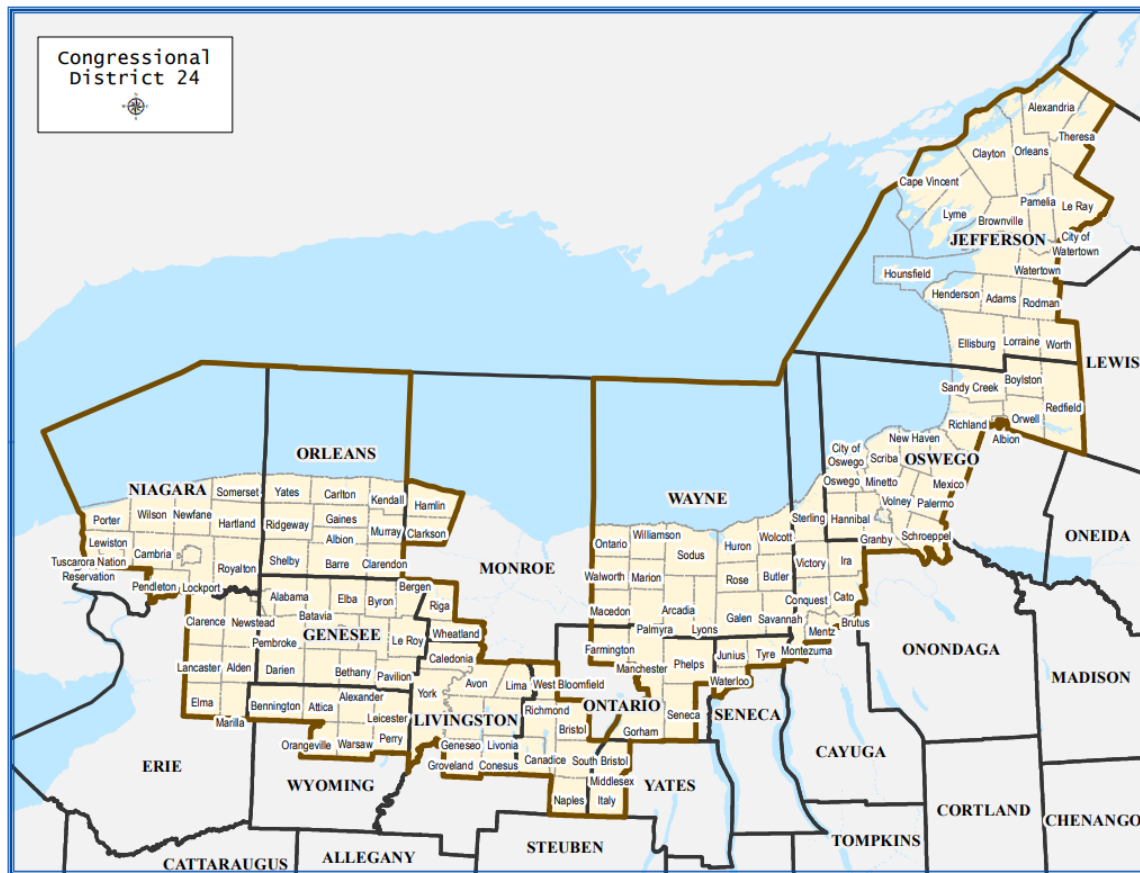 Congressional
District 24
Alexandria
Theresa
Clayton
Orleans
Cape Vincent
Pamelia
Le Ray
Lyme
Brownville
JEFFERSON
City of
Watertown
Hounsfield
Watertown
Henderson
Adams
Rodman
Ellisburg
Lorraine
Worth
LEWIS
Boylston
Sandy Creek
Redfield
Orwell
Richland
Albion
New Haven
City of
Oswego
Scriba
OSWEGO
Oswego
Minetto
Mexico
Volney
Palermo
Hannibal
Granby
Schroeppel
ONEIDA
ORLEANS
NIAGARA
Somerset
Yates
Carlton
Kendall
Hamlin
Porter
Wilson
Newfane
Hartland
Ridgeway
Gaines
Murray
Clarkson
Lewiston
Cambria
Albion
Tuscarora Nation
Reservation
Royalton
Shelby
Barre
Clarendon
Pendleton
Lockport
MONROE
WAYNE
Sterling
Ontario
Williamson
Sodus
Huron
Wolcott
Victory
Ira
Walworth
Marion
Rose
Butler
Conquest
Cato
Macedon
Arcadia
Galen
Savannah
Brutus
Palmyra
Lyons
Mentz
Montezuma
Alabama
Elba
Byron
Bergen
Riga
Batavia
Clarence
Newstead
GENESEE
Wheatland
Pembroke
Le Roy
Caledonia
Lancaster
Alden
Darien
Bethany
Pavilion
York
Avon
Lima
West Bloomfield
Farmington
Manchester
Phelps
Junius
Tyre
Waterloo
ONONDAGA
MADISON
Elma
Marilla
Bennington
Attica
Alexander
Leicester
LIVINGSTON
Richmond
ONTARIO
Seneca
SENECA
Bristol
Gorham
Orangeville
Warsaw
Perry
Geneseo
Livonia
Groveland
Conesus
Canadice
South Bristol
Middlesex
Naples
Italy
ERIE
WYOMING
YATES
CAYUGA
CORTLAND
CHENANGO
CATTARAUGUS
ALLEGANY
STEUBEN
TOMPKINS